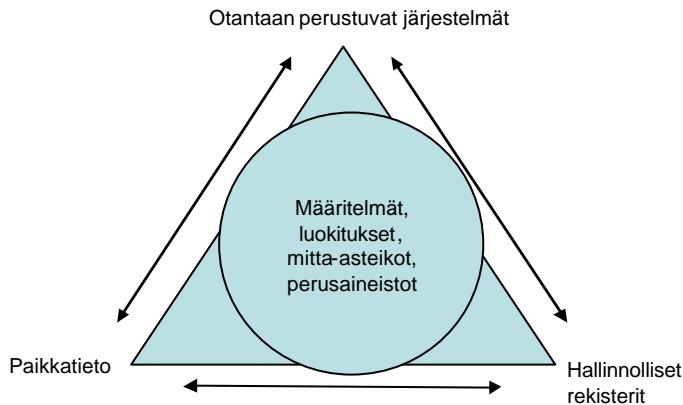 Otantaan perustuvat järjestelmät
Määritelmät,
luokitukset,
mitta-asteikot,
perusaineistot
Paikkatieto
Hallinnolliset
rekisterit